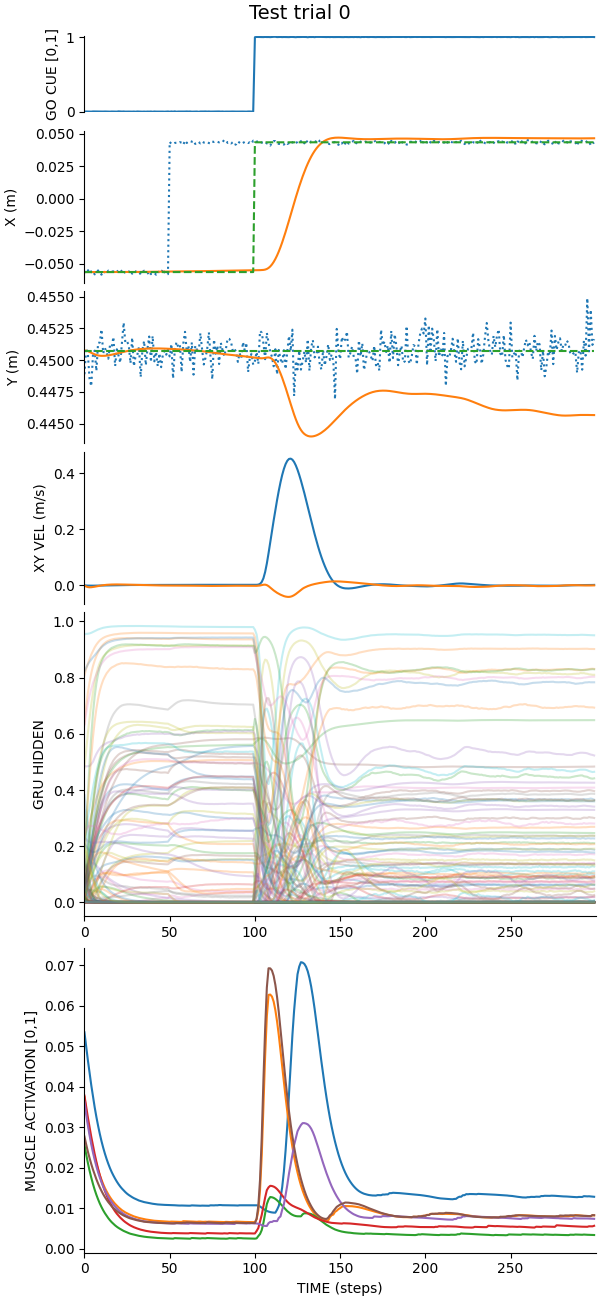 Test trial 0
GO CUE [0,1]
1
0
X (m)
0.050
0.025
0.000
−0.025
−0.050
Y (m)
0.4550
0.4525
0.4500
0.4475
0.4450
XY VEL (m/s)
0.4
0.2
0.0
GRU HIDDEN
1.0
0.8
0.6
0.4
0.2
0.0
0 50 100 150 200 250
MUSCLE ACTIVATION [0,1]
0.07
0.06
0.05
0.04
0.03
0.02
0.01
0.00
0 50 100 150 200 250
TIME (steps)